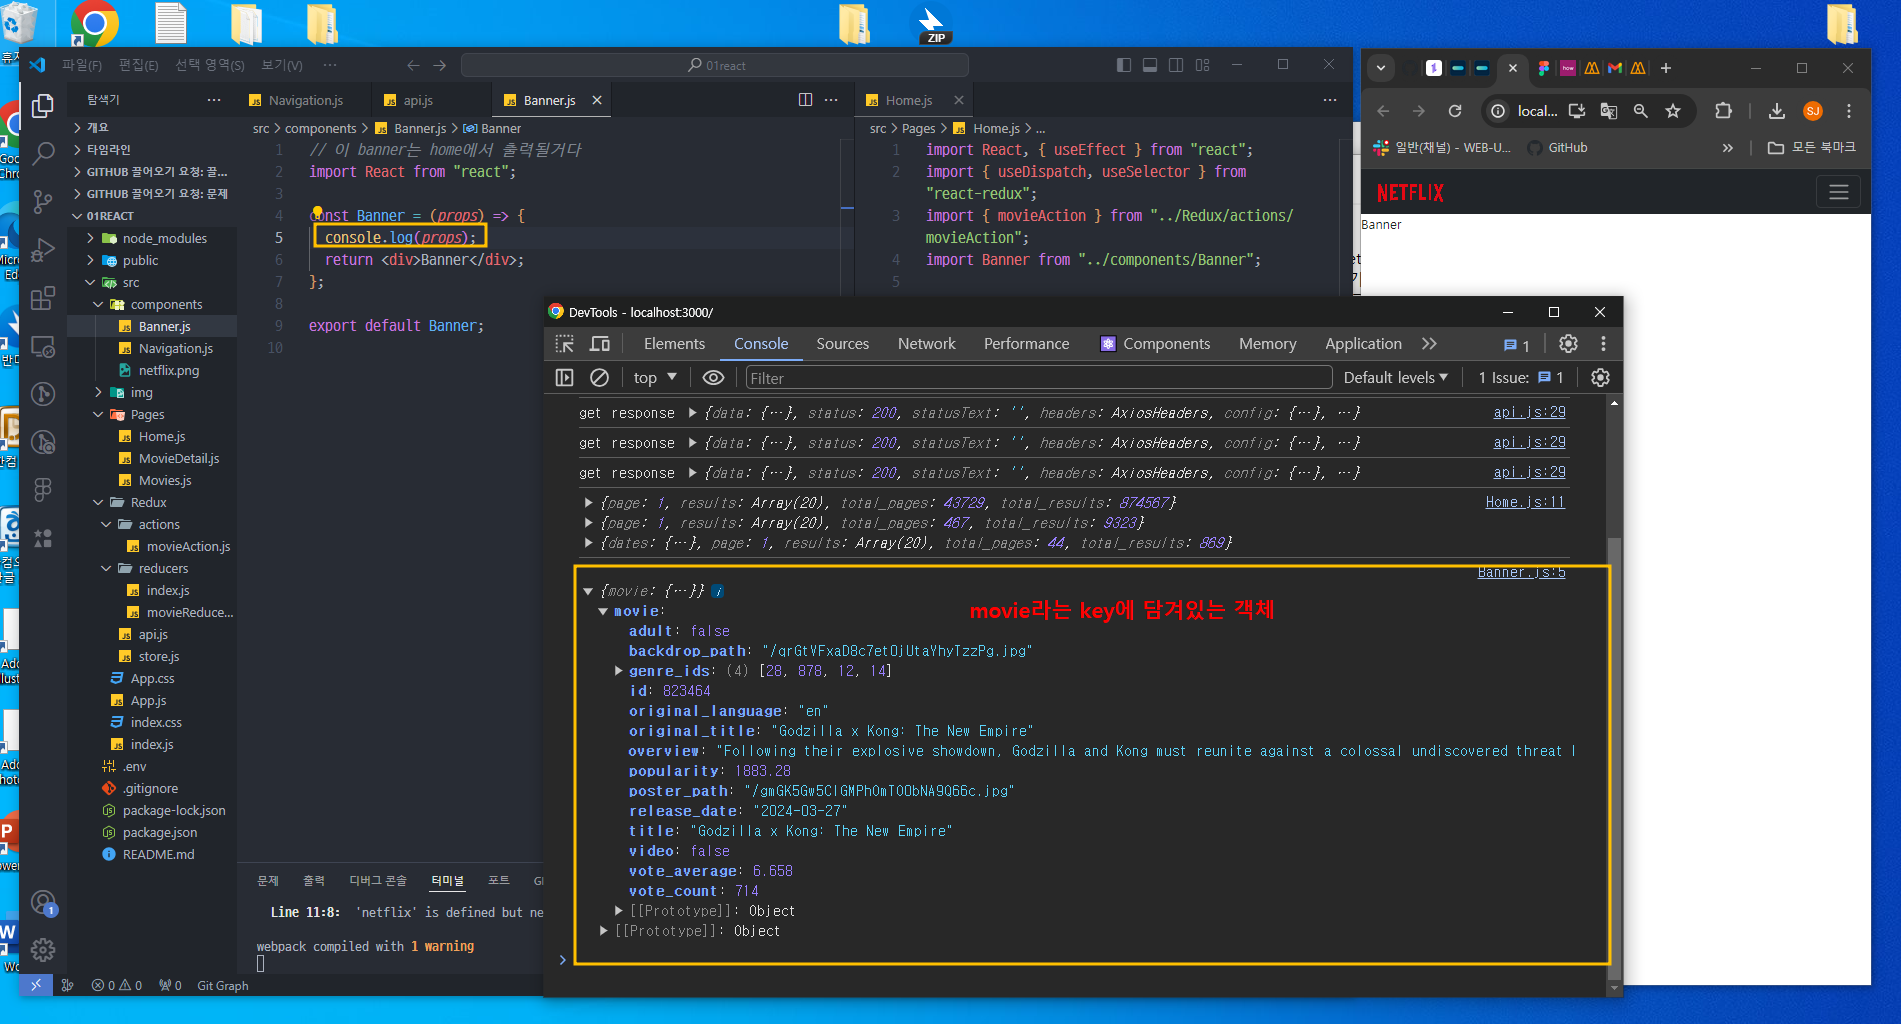 ZIP
파일(F) 편집(E) 선택 영역(S) 보기(V) ···
01react
탐색기 ···
Navigation.js
api.js
Banner.js
Home.js
개요
타임라인
GITHUB 끌어오기 요청: 끌...
GITHUB 끌어오기 요청: 문제
01REACT
node_modules
public
src
components
Banner.js
Navigation.js
netflix.png
img
Pages
Home.js
MovieDetail.js
Movies.js
Redux
actions
movieAction.js
reducers
index.js
movieReduce...
api.js
store.js
App.css
App.js
index.css
index.js
.env
.gitignore
package-lock.json
package.json
README.md
src > components > Banner.js > Banner
1 // 이 banner는 home에서 출력될거다
2 import React from "react";
3
4 const Banner = (props) => {
5 console.log(props);
6 return <div>Banner</div>;
7 };
8
9 export default Banner;
10
src > Pages > Home.js > ...
1 import React, { useEffect } from "react";
2 import { useDispatch, useSelector } from
"react-redux";
3 import { movieAction } from "../Redux/actions/
movieAction";
4 import Banner from "../components/Banner";
5
문제 출력 디버그 콘솔 터미널 포트
Line 11:8: 'netflix' is defined but ne
webpack compiled with 1 warning
0 0 0 Git Graph
1
local...
SJ
일반(채널) - WEB-U...
GitHub
모든 북마크
NETFLIX
Banner
DevTools - localhost:3000/
Elements Console Sources Network Performance Components Memory Application 1
top Filter Default levels 1 Issue: 1
get response {data: {…}, status: 200, statusText: '', headers: AxiosHeaders, config: {…}, …} api.js:29
get response {data: {…}, status: 200, statusText: '', headers: AxiosHeaders, config: {…}, …} api.js:29
get response {data: {…}, status: 200, statusText: '', headers: AxiosHeaders, config: {…}, …} api.js:29
{page: 1, results: Array(20), total_pages: 43729, total_results: 874567} Home.js:11
{page: 1, results: Array(20), total_pages: 467, total_results: 9323}
{dates: {…}, page: 1, results: Array(20), total_pages: 44, total_results: 869}
Banner.js:5
{movie: {…}} i
movie라는 key에 담겨있는 객체
movie:
adult: false
backdrop_path: "/qrGtVFxaD8c7etOjUtaYhyTzzPg.jpg"
genre_ids: (4) [28, 878, 12, 14]
id: 823464
original_language: "en"
original_title: "Godzilla x Kong: The New Empire"
overview: "Following their explosive showdown, Godzilla and Kong must reunite against a colossal undiscovered threat
popularity: 1883.28
poster_path: "/gmGK5Gw5CIGMPhOmTO0bNA9Q66c.jpg"
release_date: "2024-03-27"
title: "Godzilla x Kong: The New Empire"
video: false
vote_average: 6.658
vote_count: 714
[[Prototype]]: Object
[[Prototype]]: Object